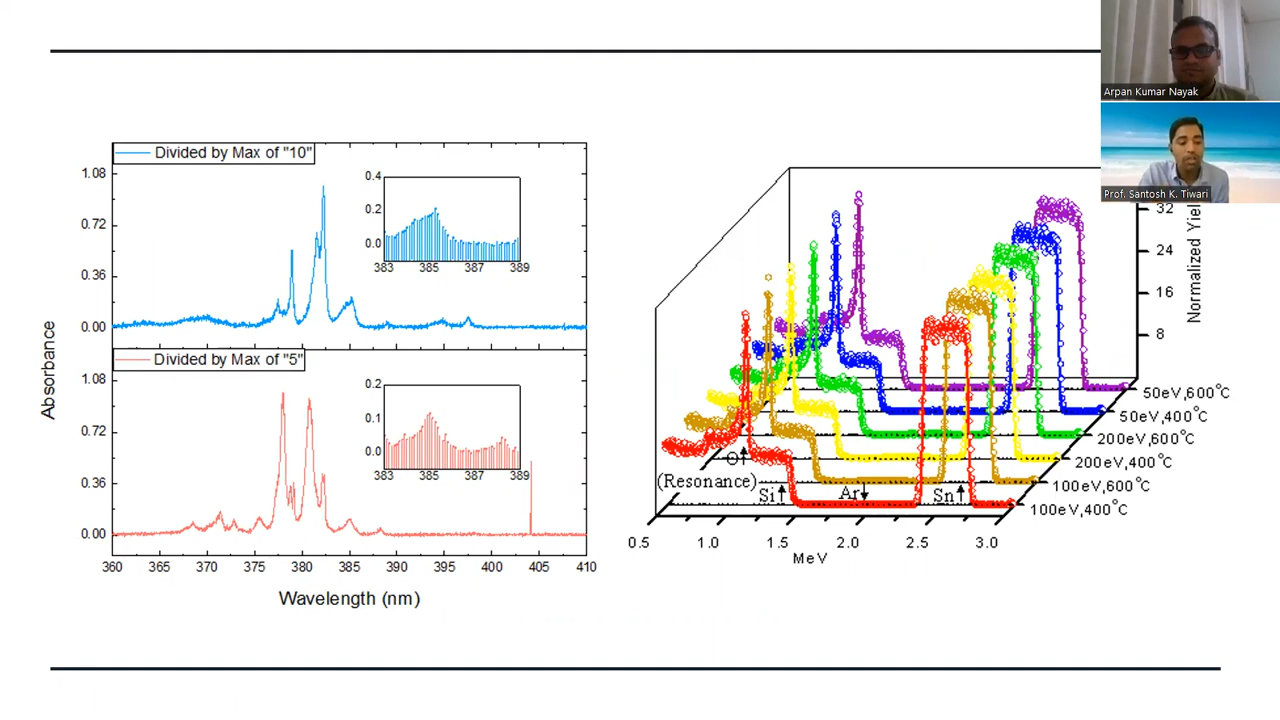 Arpan Kumar Nayak
Prof. Santosh K. Tiwari
Absorbance
Divided by Max of "10"
1.08
0.72
0.36
0.00
0.4
0.2
0.0
383 385 387 389
Divided by Max of "5"
1.08
0.72
0.36
0.00
0.2
0.1
0.0
383 385 387 389
360 365 370 375 380 385 390 395 400 405 410
Wavelength (nm)
Normalized Yiel
32
24
16
8
50eV,600°C
50eV,400°C
200eV,600°C
200eV,400°C
100eV,600°C
100eV,400°C
O
(Resonance)
Si
Ar
Sn
0.5 1.0 1.5 2.0 2.5 3.0
MeV